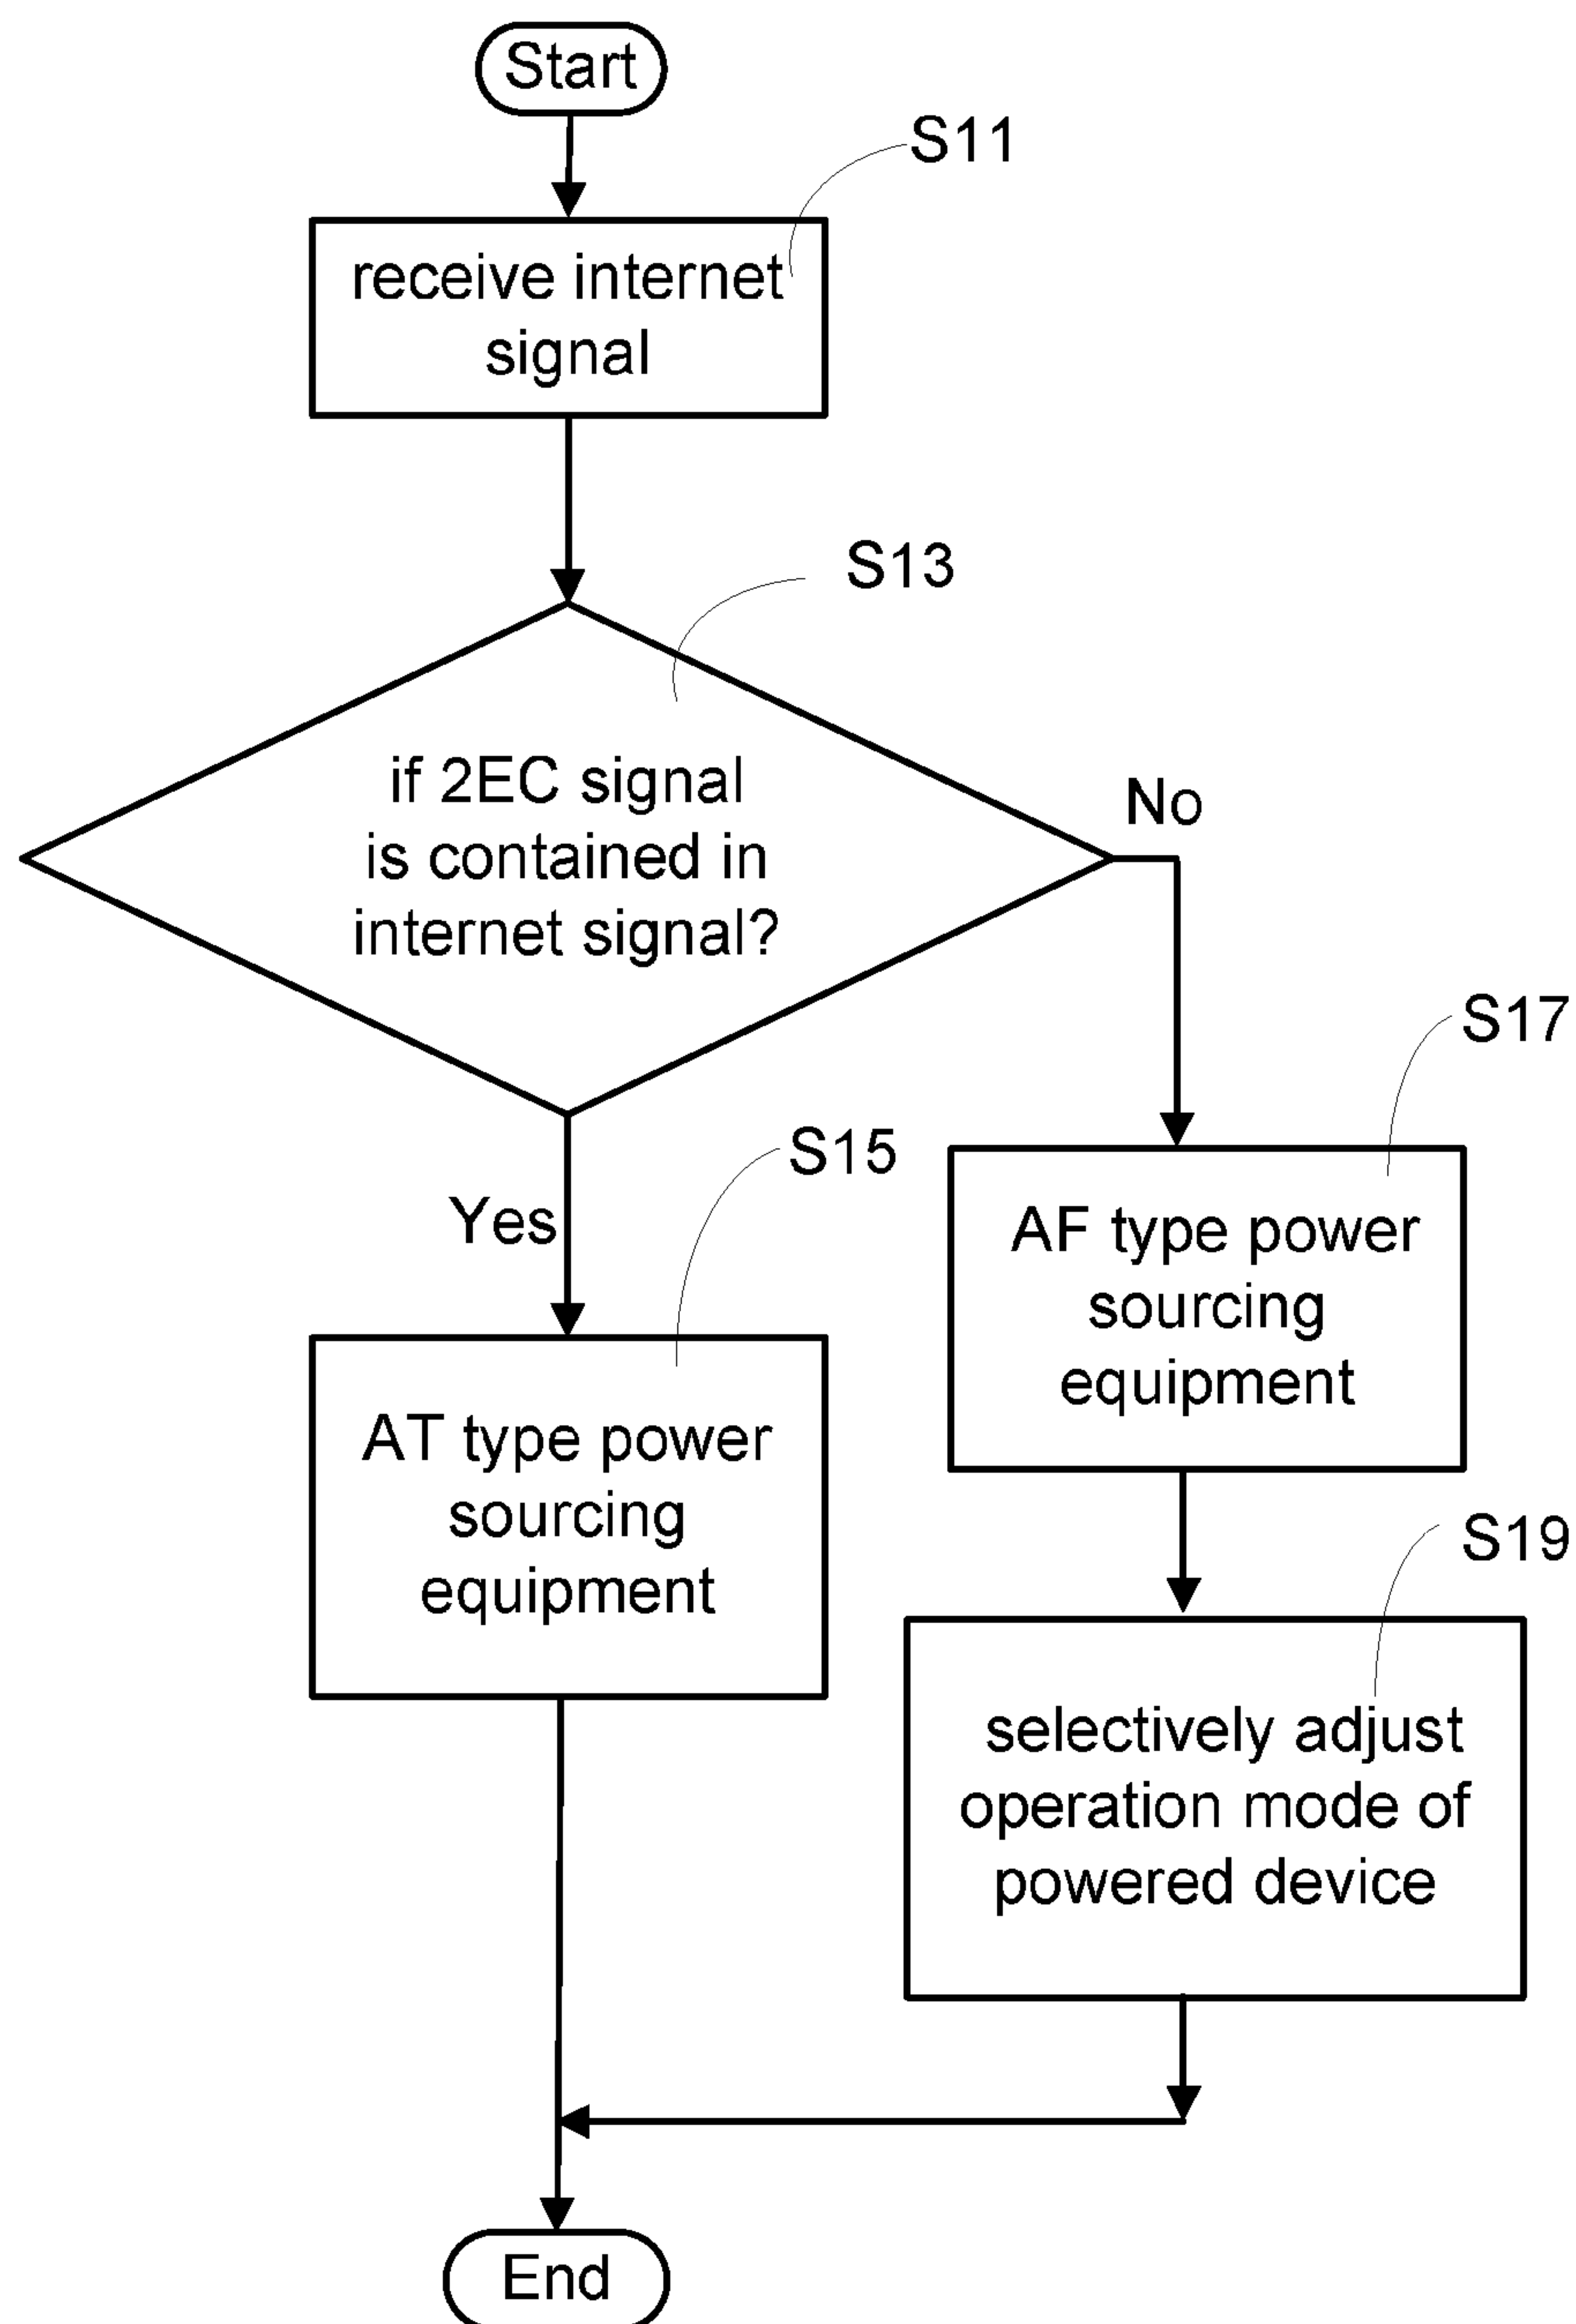 Start
S11
receive internet
signal
S13
if 2EC signal
is contained in
internet signal?
No
S17
Yes
S15
AF type power
sourcing
equipment
AT type power
sourcing
equipment
S19
selectively adjust
operation mode of
powered device
End